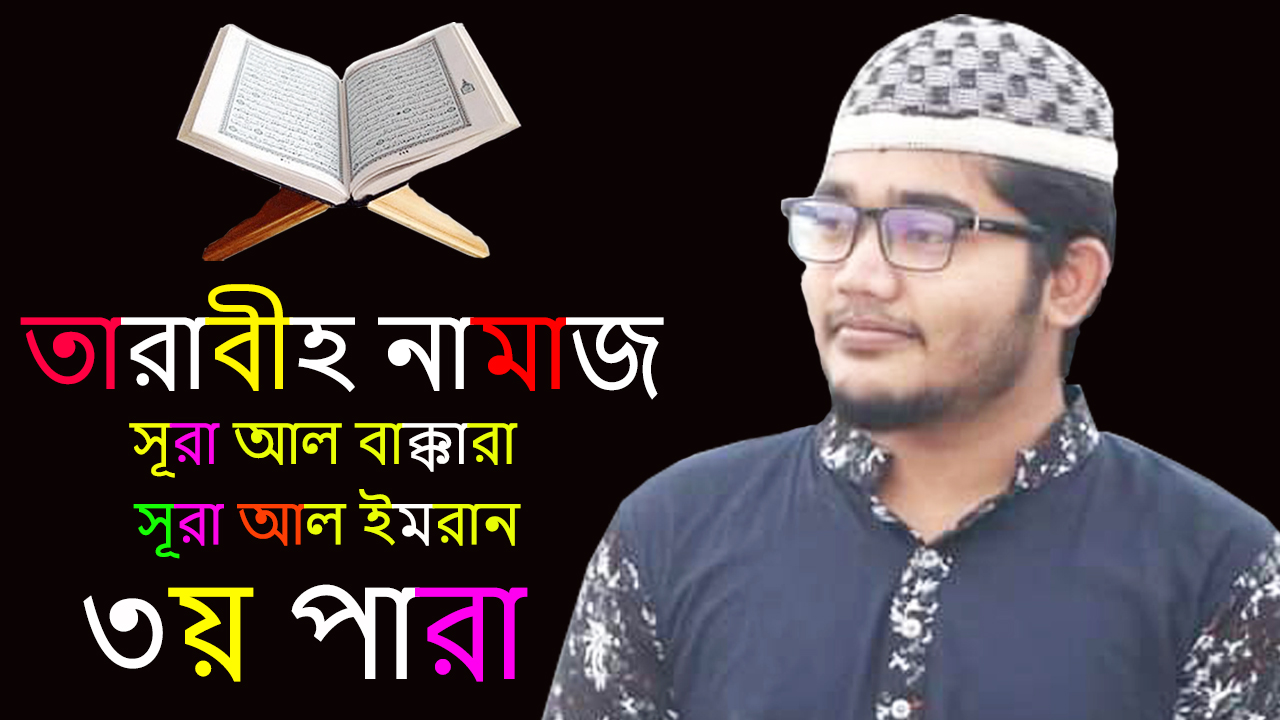 তারাবীহ নামাজ
সূরা আল বাক্কারা
সূরা আল ইমরান
৩য় পারা